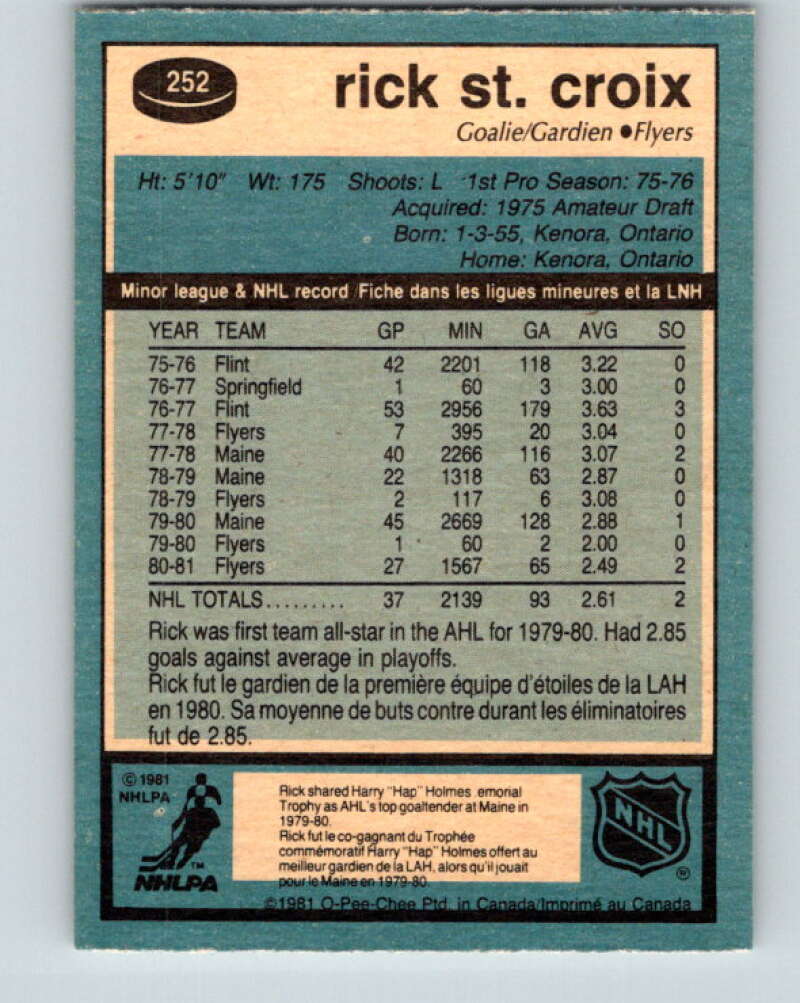 252
rick st. croix
Goalie/Gardien •Flyers
Ht: 5'10" Wt: 175 Shoots: L 1st Pro Season: 75-76
Acquired: 1975 Amateur Draft
Born: 1-3-55, Kenora, Ontario
Home: Kenora, Ontario
Minor league & NHL record/Fiche dans les ligues mineures et la LNH
YEAR TEAM GP MIN GA AVG SO
75-76 Flint 42 2201 118 3.22 0
76-77 Springfield 1 60 3 3.00 0
76-77 Flint 53 2956 179 3.63 3
77-78 Flyers 7 395 20 3.04 0
77-78 Maine 40 2266 116 3.07 2
78-79 Maine 22 1318 63 2.87 0
78-79 Flyers 2 117 6 3.08 0
79-80 Maine 45 2669 128 2.88 1
79-80 Flyers 1 60 2 2.00 0
80-81 Flyers 27 1567 65 2.49 2
NHL TOTALS......... 37 2139 93 2.61 2
Rick was first team all-star in the AHL for 1979-80. Had 2.85
goals against average in playoffs.
Rick fut le gardien de la première équipe d'étoiles de la LAH
en 1980. Sa moyenne de buts contre durant les éliminatoires
fut de 2.85.
© 1981
NHLPA
™
NHLPA
Rick shared Harry "Hap" Holmes emorial
Trophy as AHL's top goaltender at Maine in
1979-80.
Rick fut le co-gagnant du Trophée
commémoratif Harry "Hap" Holmes offert au
meilleur gardien de la LAH, alors qu'il jouait
pour le Maine en 1979-80.
NHL
®
©1981 O-Pee-Chee Ptd. in Canada/Imprimé au Canada